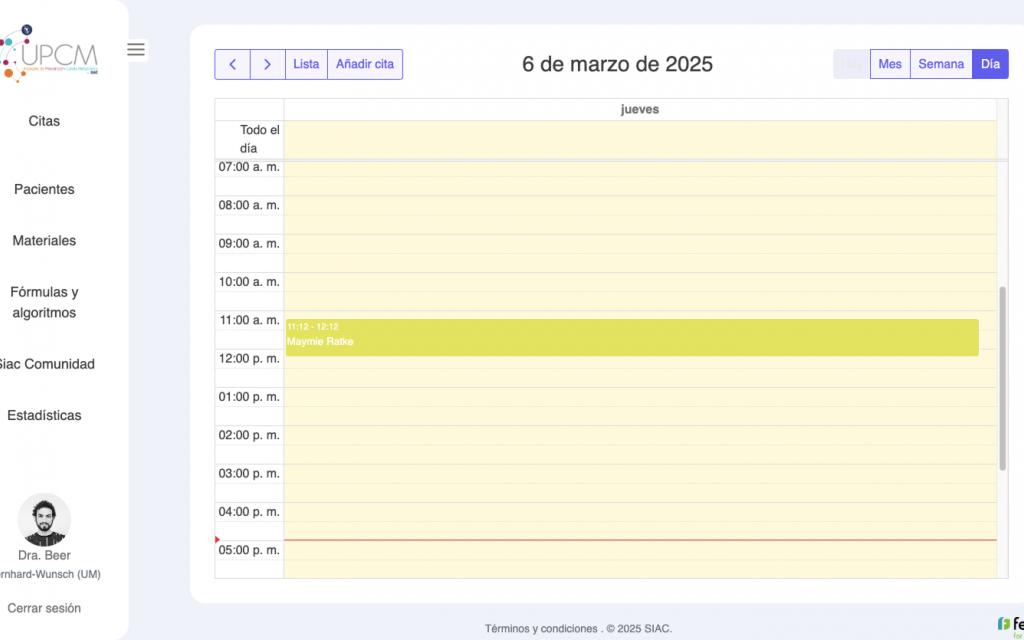 UPCM
Citas
Pacientes
Materiales
Fórmulas y
algoritmos
Siac Comunidad
Estadísticas
Dra. Beer
ernhard-Wunsch (UM)
Cerrar sesión
Lista
Añadir cita
6 de marzo de 2025
Hoy
Mes
Semana
Día
jueves
Todo el
día
07:00 a. m.
08:00 a. m.
09:00 a. m.
10:00 a. m.
11:00 a. m.
11:12 - 12:12
Maymie Ratke
12:00 p. m.
01:00 p. m.
02:00 p. m.
03:00 p. m.
04:00 p. m.
05:00 p. m.
Términos y condiciones . © 2025 SIAC.
fe
for